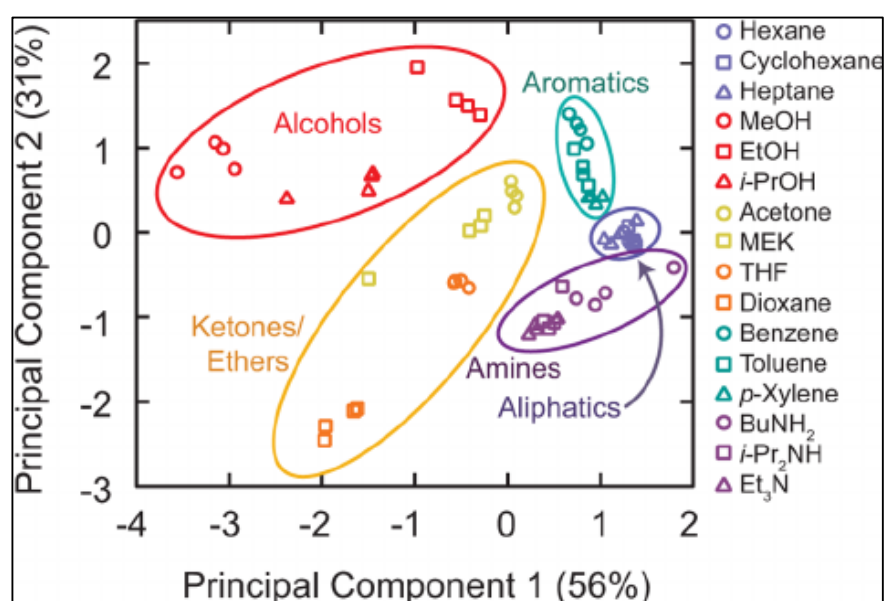 Principal Component 2 (31%)
2
1
0
-1
-2
-3
-4
-3
-2
-1
0
1
2
Principal Component 1 (56%)
Alcohols
Aromatics
Ketones/
Ethers
Amines
Aliphatics
Hexane
Cyclohexane
Heptane
MeOH
EtOH
i-PrOH
Acetone
MEK
THF
Dioxane
Benzene
Toluene
p-Xylene
BuNH₂
i-Pr₂NH
Et₃N